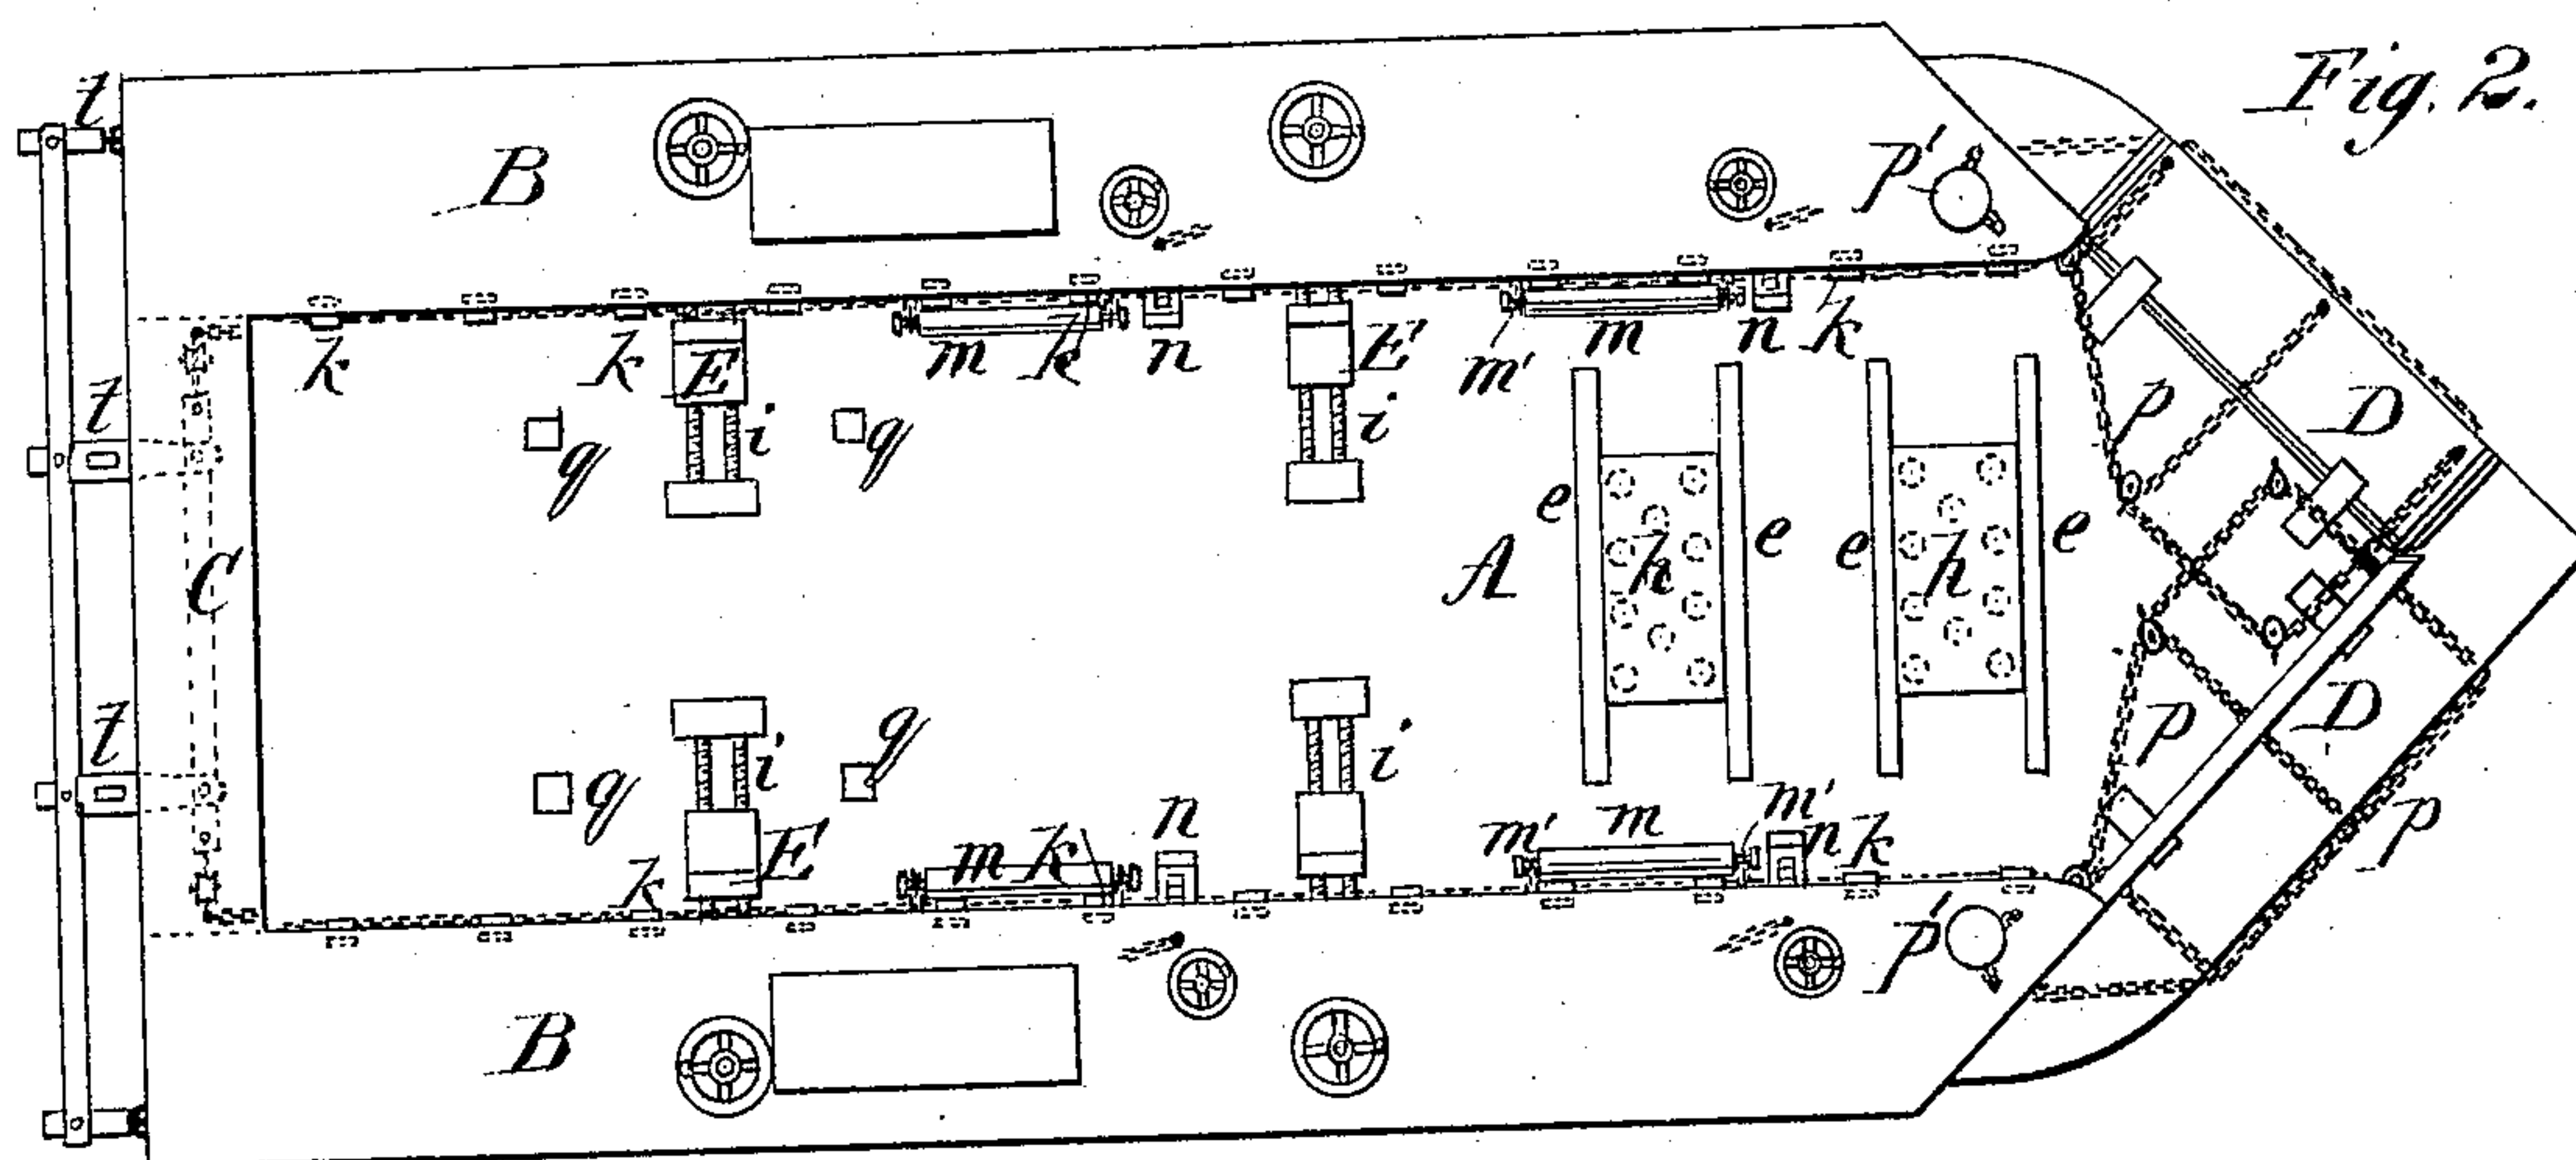 Fig. 2.
t
B
p'
k k E m k n E m' m n k
t q q i i p D
C e e e e
A h h
t q q i i p D
k E m k n m' m m' n k p
B p'